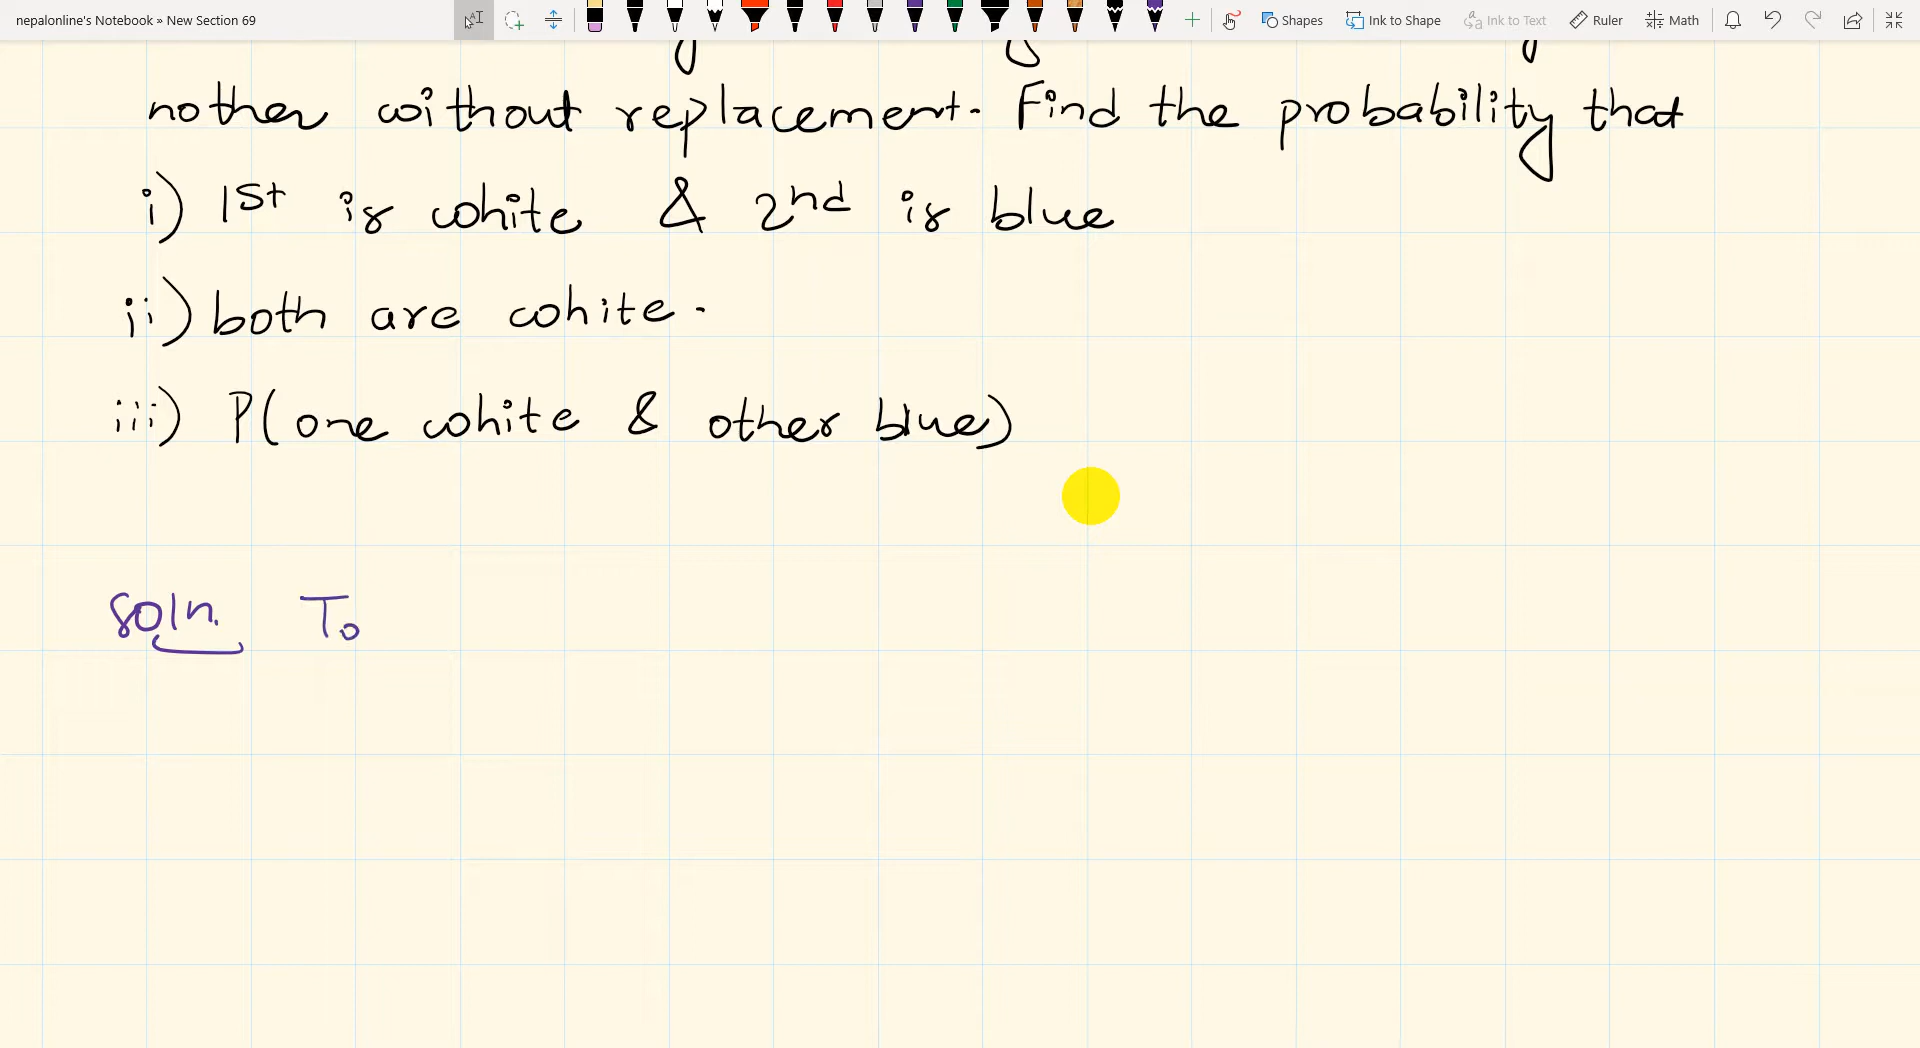 nepalonline's Notebook » New Section 69
Shapes Ink to Shape Ink to Text Ruler Math
nother without replacement. Find the probability that
i) 1st is white & 2nd is blue
ii) both are white.
iii) P(one white & other blue)
soln. To